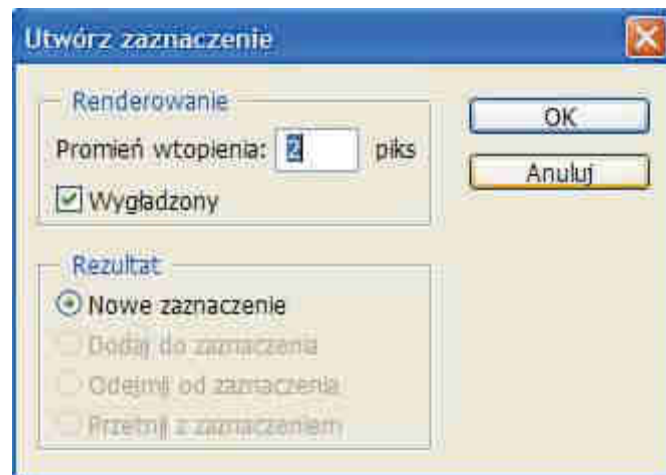 Utwórz zaznaczenie
Renderowanie
Promień wtopienia: 2 piks
Wygładzony
OK
Anuluj
Rezultat
Nowe zaznaczenie
Dodaj do zaznaczenia
Odejmij od zaznaczenia
Przetnij z zaznaczeniem